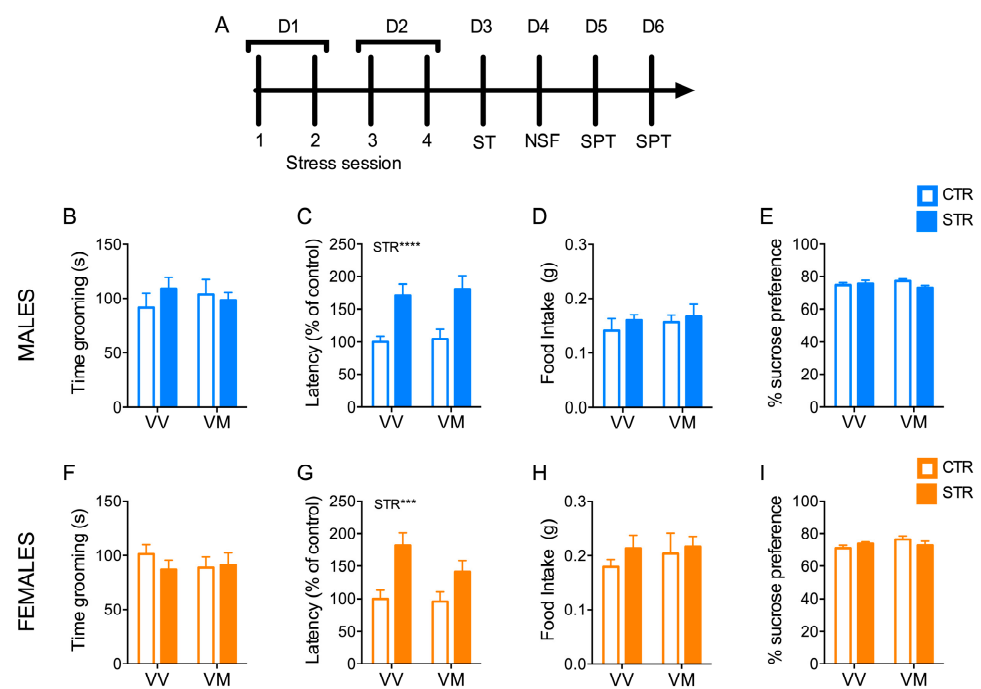 A
D1 D2 D3 D4 D5 D6
1 2 3 4 ST NSF SPT SPT
Stress session
CTR
STR
MALES
B
Time grooming (s)
150
100
50
0
VV VM
C
Latency (% of control)
STR****
250
200
150
100
50
0
VV VM
D
Food Intake (g)
0.3
0.2
0.1
0.0
VV VM
E
% sucrose preference
100
80
60
40
20
0
VV VM
CTR
STR
FEMALES
F
Time grooming (s)
150
100
50
0
VV VM
G
Latency (% of control)
STR***
250
200
150
100
50
0
VV VM
H
Food Intake (g)
0.3
0.2
0.1
0.0
VV VM
I
% sucrose preference
100
80
60
40
20
0
VV VM